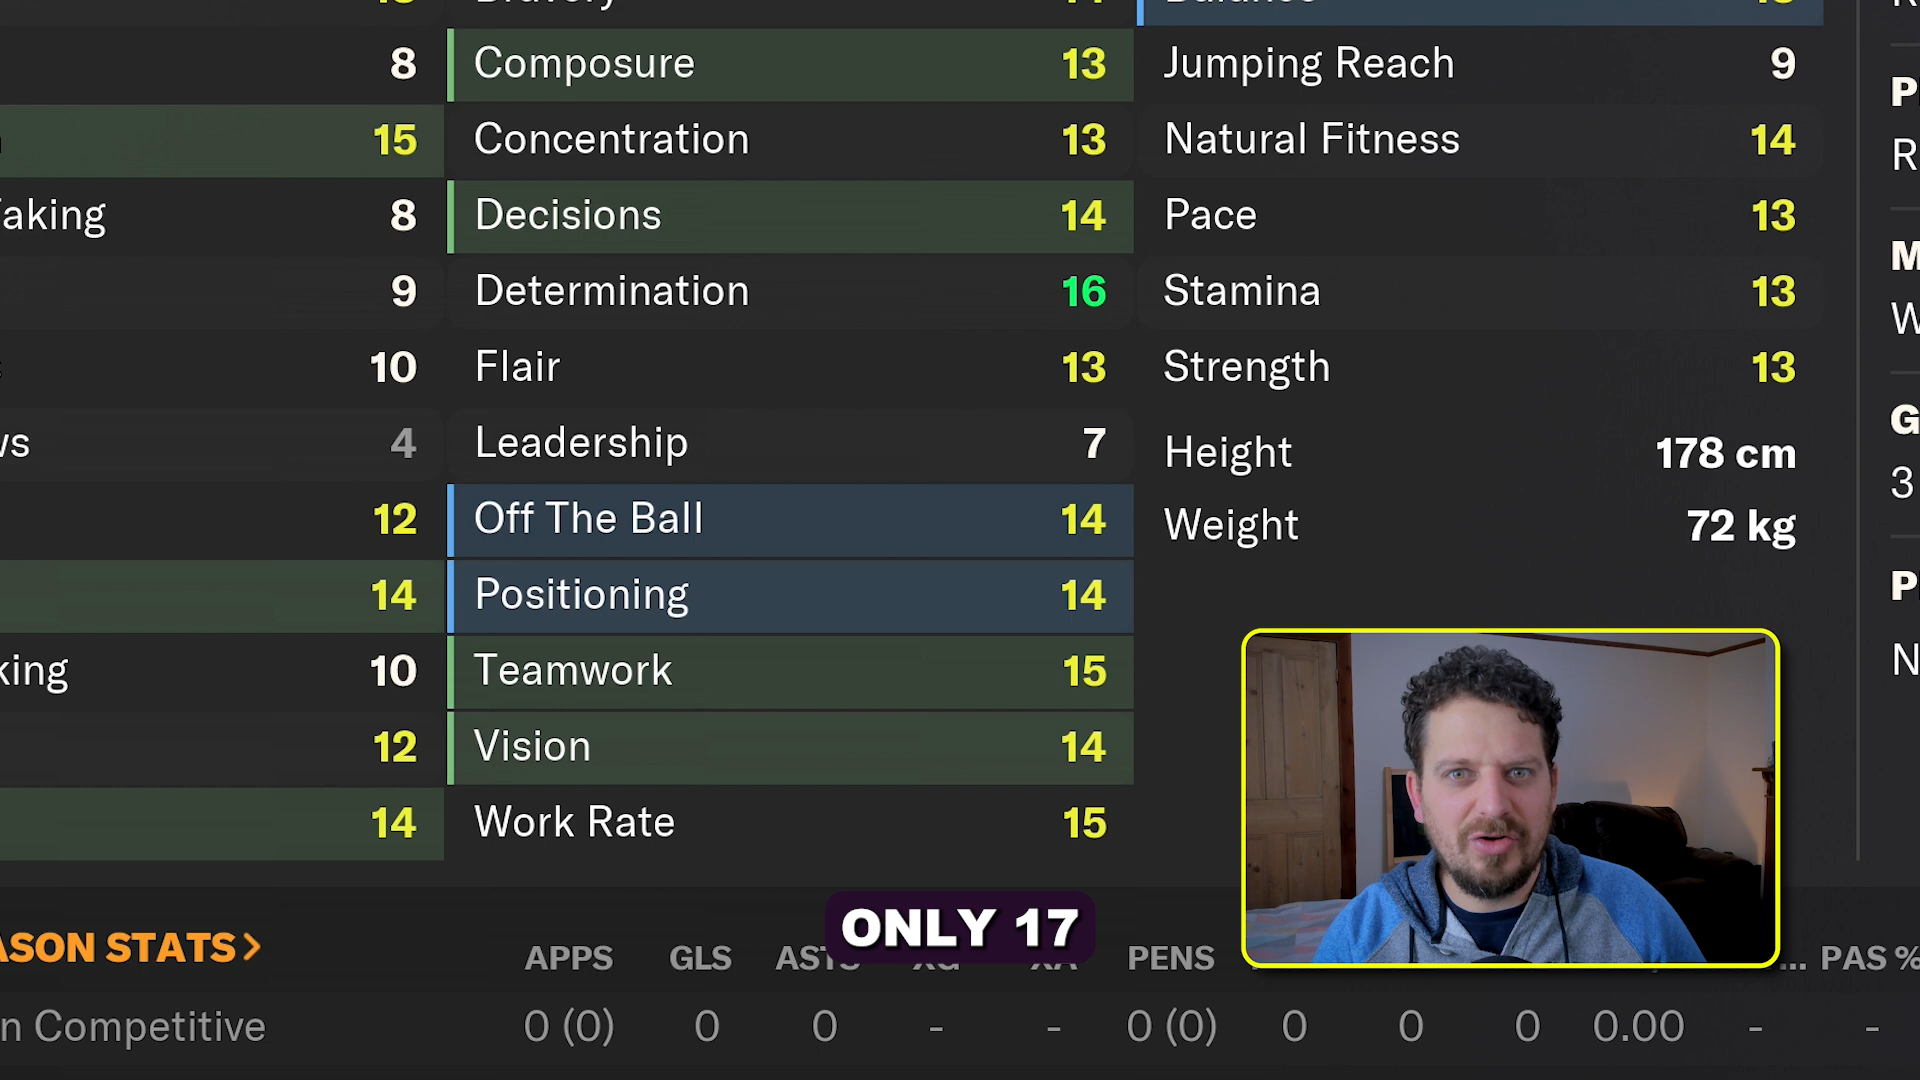 8 Composure 13 Jumping Reach 9
15 Concentration 13 Natural Fitness 14
8 Decisions 14 Pace 13
9 Determination 16 Stamina 13
10 Flair 13 Strength 13
4 Leadership 7 Height 178 cm
12 Off The Ball 14 Weight 72 kg
14 Positioning 14
10 Teamwork 15
12 Vision 14
14 Work Rate 15
ONLY 17
ASON STATS> APPS GLS ASTS XG XA PENS ... PAS %
n Competitive 0 (0) 0 0 - - 0 (0) 0 0 0 0.00 - -